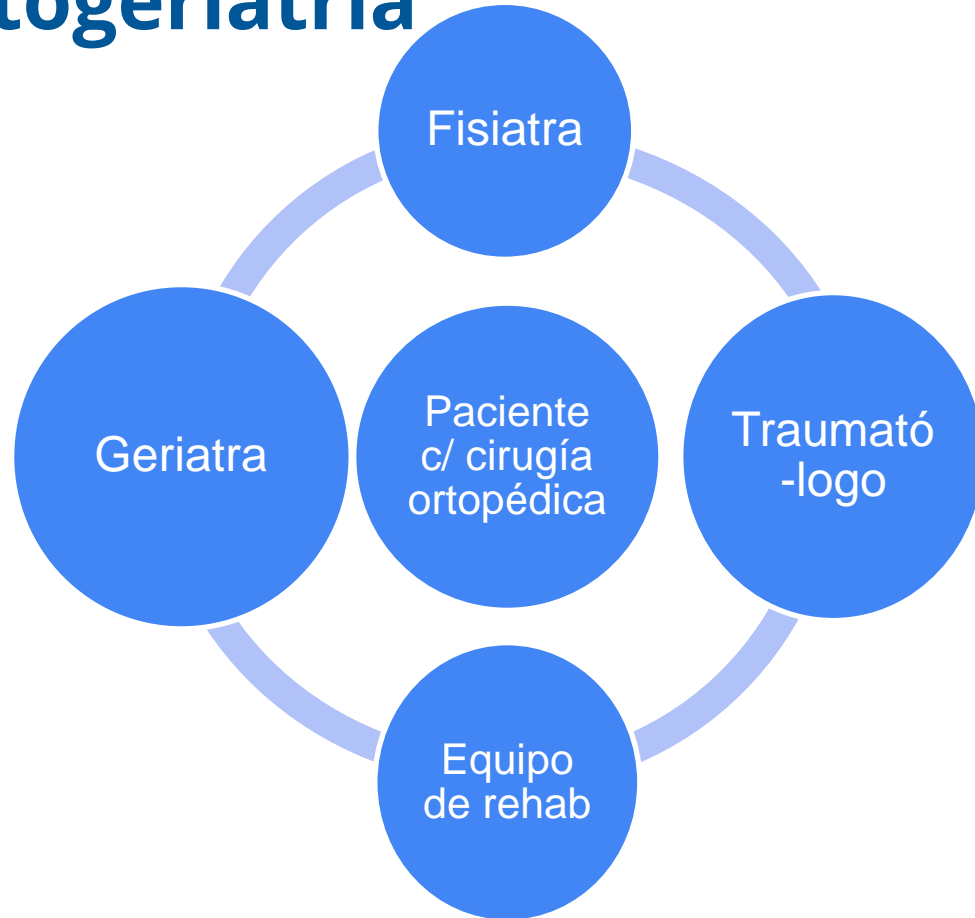 togeriatría
Fisiatra
Geriatra
Paciente
c/ cirugía
ortopédica
Traumató
-logo
Equipo
de rehab